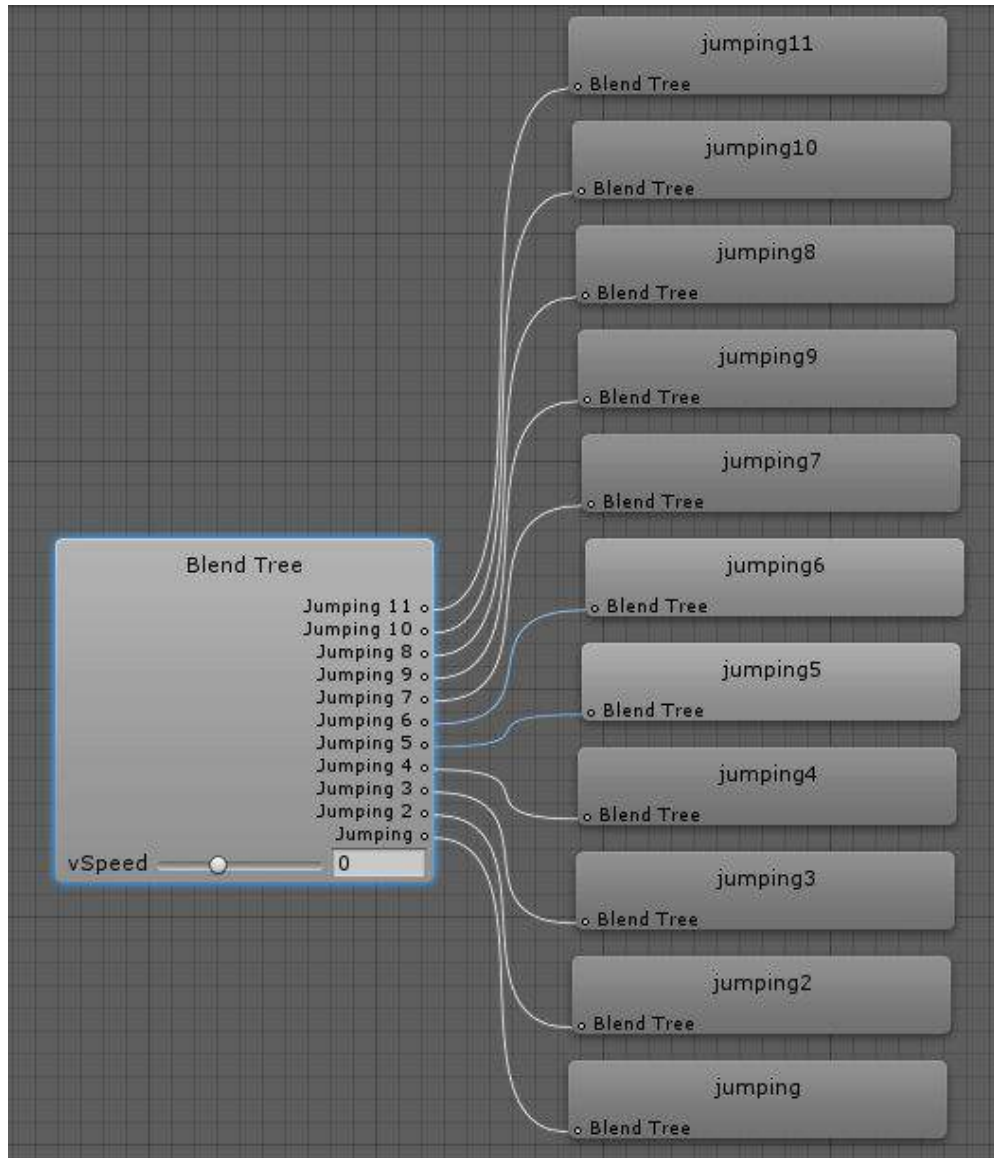 jumping11
Blend Tree
jumping10
Blend Tree
jumping8
Blend Tree
jumping9
Blend Tree
jumping7
Blend Tree
jumping6
Blend Tree
jumping5
Blend Tree
jumping4
Blend Tree
jumping3
Blend Tree
jumping2
Blend Tree
jumping
Blend Tree
Blend Tree
Jumping 11
Jumping 10
Jumping 8
Jumping 9
Jumping 7
Jumping 6
Jumping 5
Jumping 4
Jumping 3
Jumping 2
Jumping
vSpeed 0